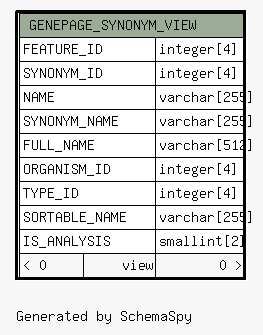 GENEPAGE_SYNONYM_VIEW
FEATURE_ID integer[4]
SYNONYM_ID integer[4]
NAME varchar[255]
SYNONYM_NAME varchar[255]
FULL_NAME varchar[512]
ORGANISM_ID integer[4]
TYPE_ID integer[4]
SORTABLE_NAME varchar[255]
IS_ANALYSIS smallint[2]
< 0 view 0 >
Generated by SchemaSpy